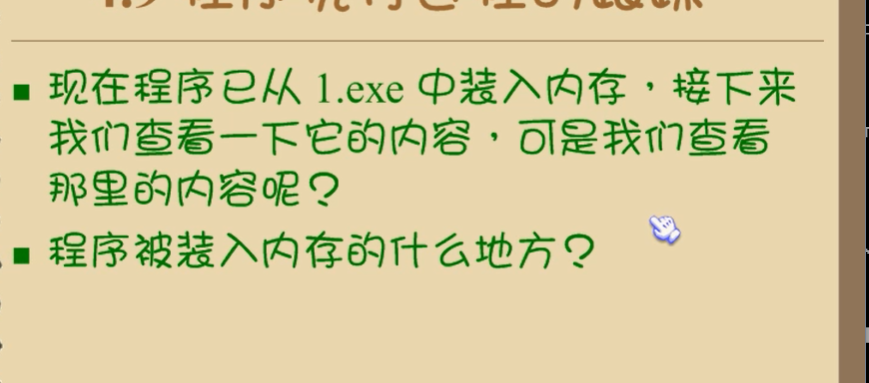 ■ 现在程序已从 1.exe 中装入内存，接下来
我们查看一下它的内容，可是我们查看
那里的内容呢？
■ 程序被装入内存的什么地方？